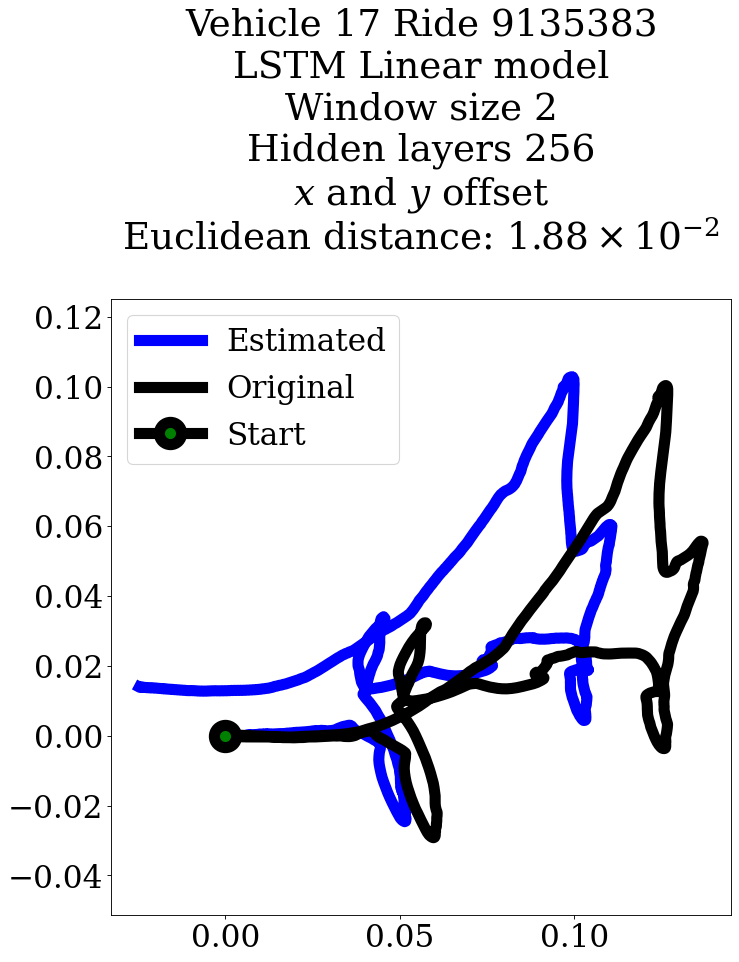 Vehicle 17 Ride 9135383
LSTM Linear model
Window size 2
Hidden layers 256
x and y offset
Euclidean distance: 1.88 × 10⁻²
Estimated
Original
Start
0.12
0.10
0.08
0.06
0.04
0.02
0.00
−0.02
−0.04
0.00 0.05 0.10